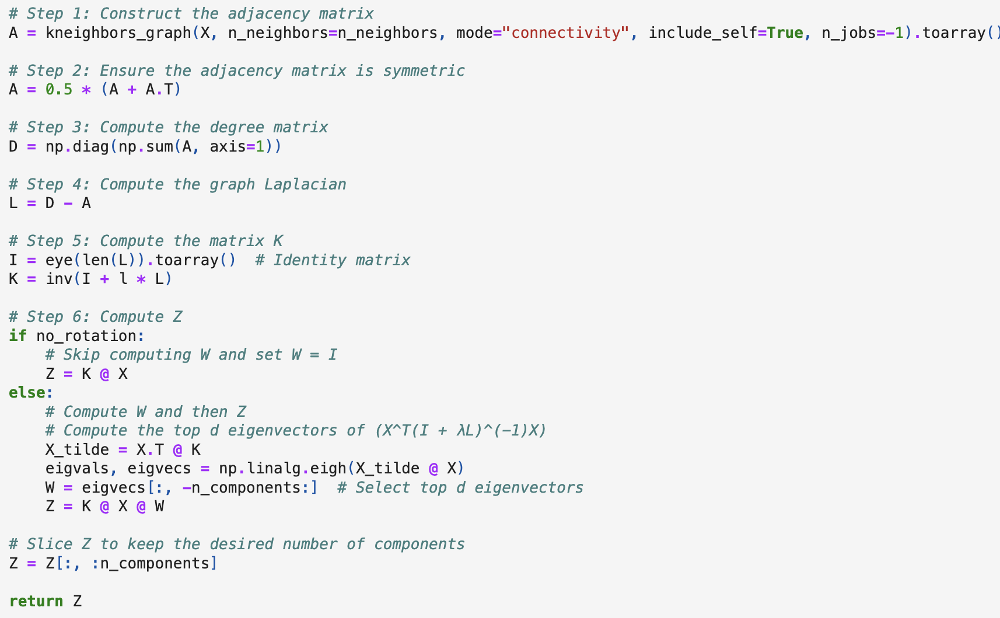 # Step 1: Construct the adjacency matrix
A = kneighbors_graph(X, n_neighbors=n_neighbors, mode="connectivity", include_self=True, n_jobs=-1).toarray()
# Step 2: Ensure the adjacency matrix is symmetric
A = 0.5 * (A + A.T)
# Step 3: Compute the degree matrix
D = np.diag(np.sum(A, axis=1))
# Step 4: Compute the graph Laplacian
L = D - A
# Step 5: Compute the matrix K
I = eye(len(L)).toarray()  # Identity matrix
K = inv(I + l * L)
# Step 6: Compute Z
if no_rotation:
    # Skip computing W and set W = I
    Z = K @ X
else:
    # Compute W and then Z
    # Compute the top d eigenvectors of (X^T(I + λL)^(-1)X)
    X_tilde = X.T @ K
    eigvals, eigvecs = np.linalg.eigh(X_tilde @ X)
    W = eigvecs[:, -n_components:]  # Select top d eigenvectors
    Z = K @ X @ W
# Slice Z to keep the desired number of components
Z = Z[:, :n_components]
return Z